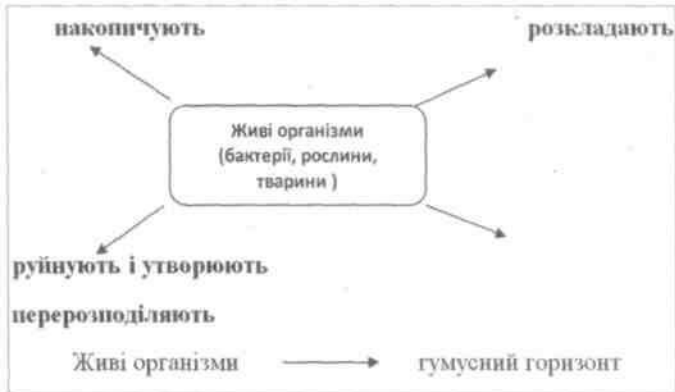 накопичують розкладають
Живі організми
(бактерії, рослини,
тварини )
руйнують і утворюють
перерозподіляють
Живі організми гумусний горизонт